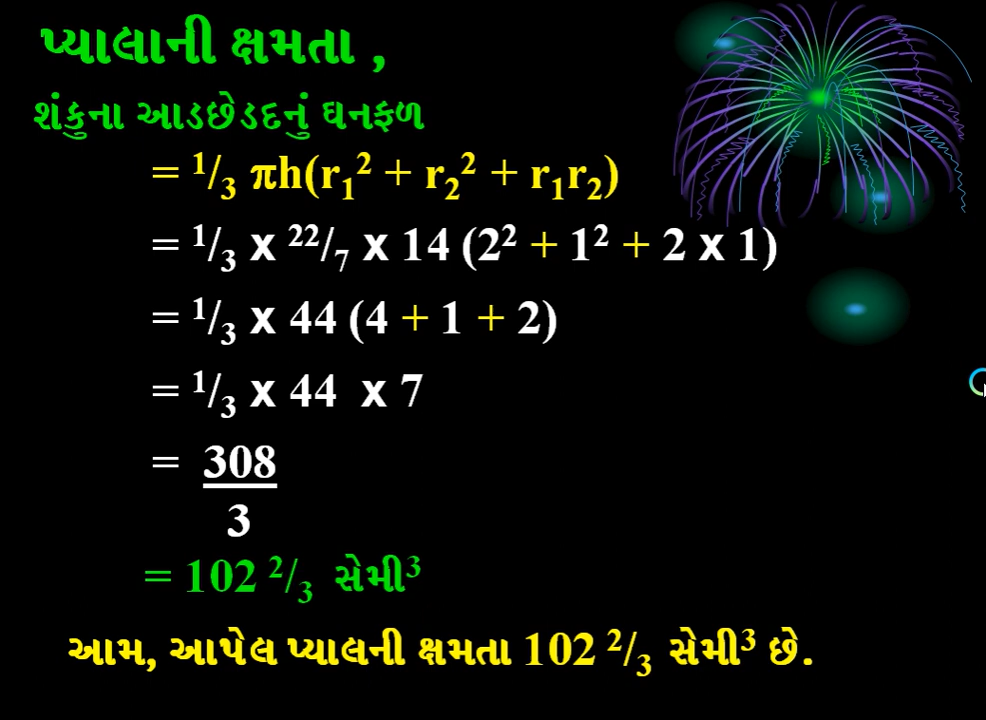 પ્યાલાની ક્ષમતા ,
શંકુના આડછેડદનું ઘનફળ
= ¹/₃ πh(r₁² + r₂² + r₁r₂)
= ¹/₃ x ²²/₇ x 14 (2² + 1² + 2 x 1)
= ¹/₃ x 44 (4 + 1 + 2)
= ¹/₃ x 44 x 7
= 308
3
= 102 ²/₃ સેમી³
આમ, આપેલ પ્યાલની ક્ષમતા 102 ²/₃ સેમી³ છે.